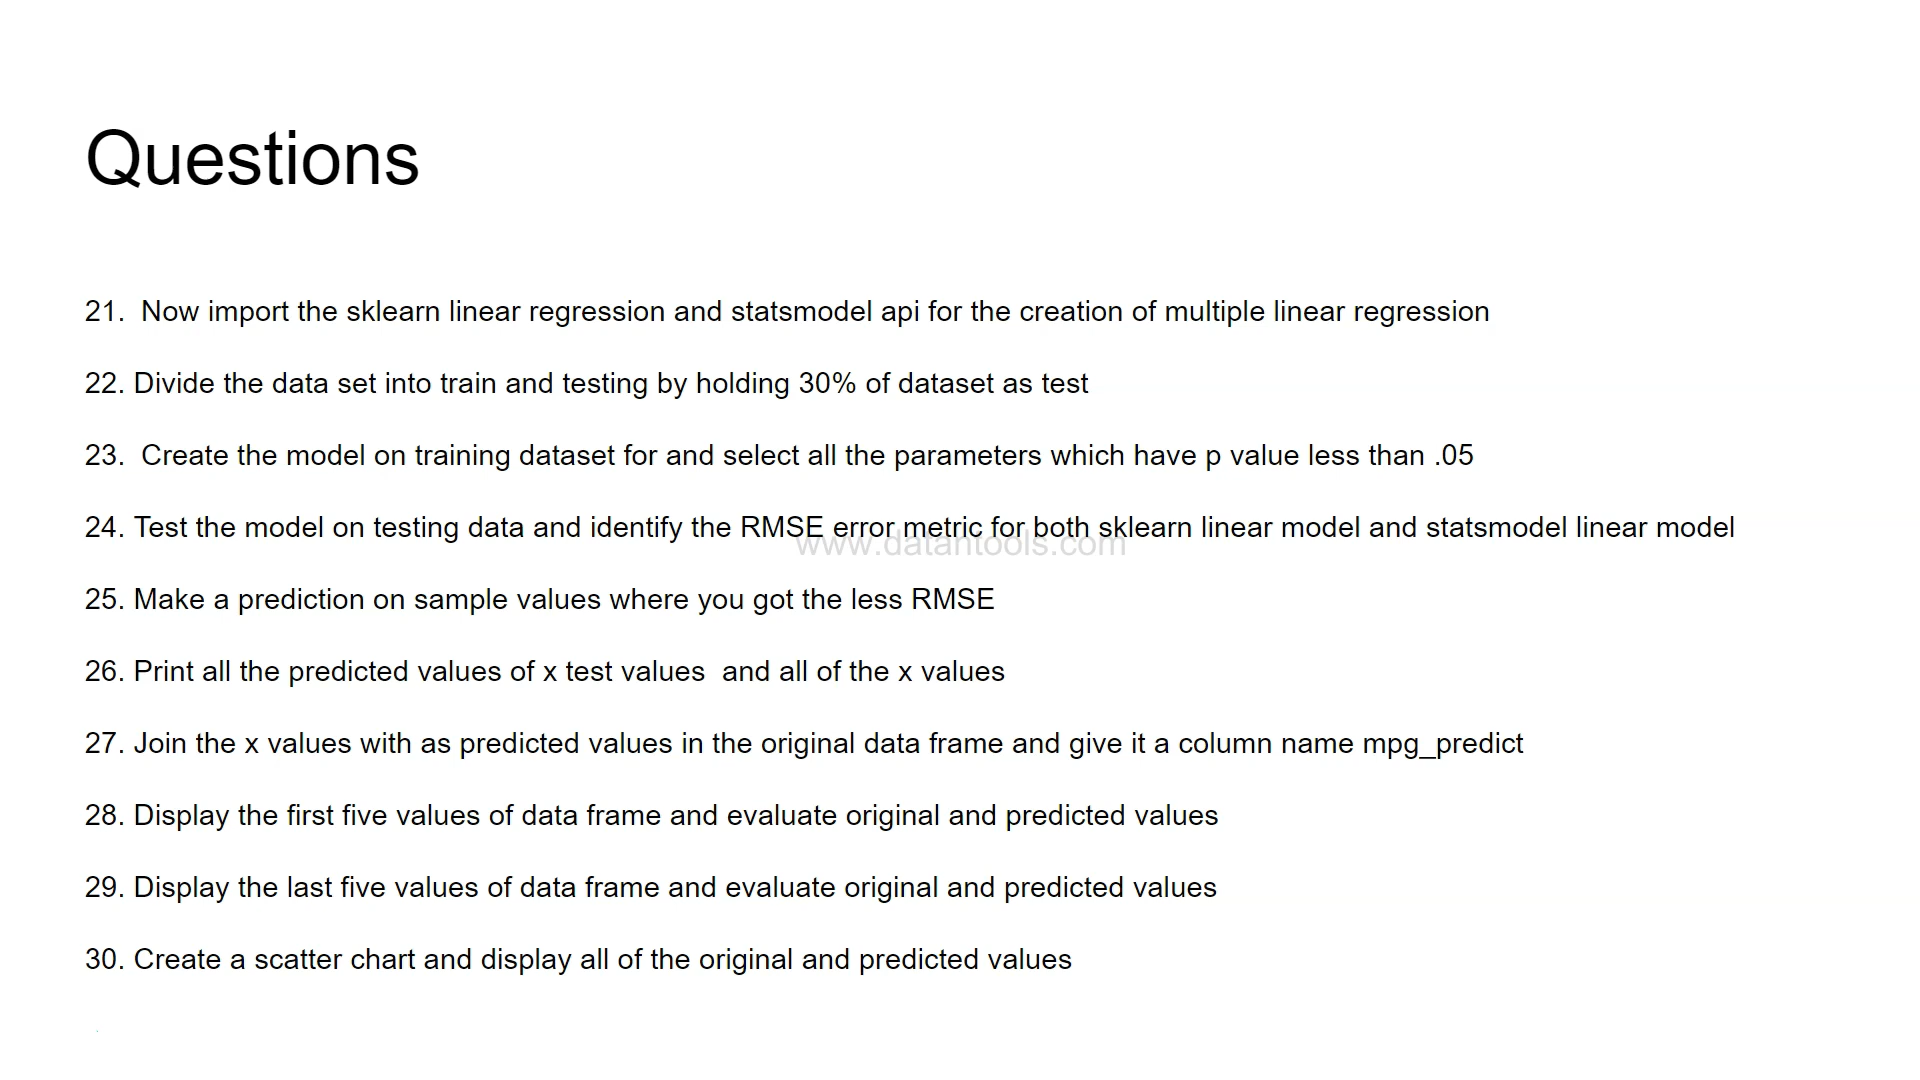 Questions
21.  Now import the sklearn linear regression and statsmodel api for the creation of multiple linear regression
22. Divide the data set into train and testing by holding 30% of dataset as test
23.  Create the model on training dataset for and select all the parameters which have p value less than .05
24. Test the model on testing data and identify the RMSE error metric for both sklearn linear model and statsmodel linear model
www.datantools.com
25. Make a prediction on sample values where you got the less RMSE
26. Print all the predicted values of x test values  and all of the x values
27. Join the x values with as predicted values in the original data frame and give it a column name mpg_predict
28. Display the first five values of data frame and evaluate original and predicted values
29. Display the last five values of data frame and evaluate original and predicted values
30. Create a scatter chart and display all of the original and predicted values